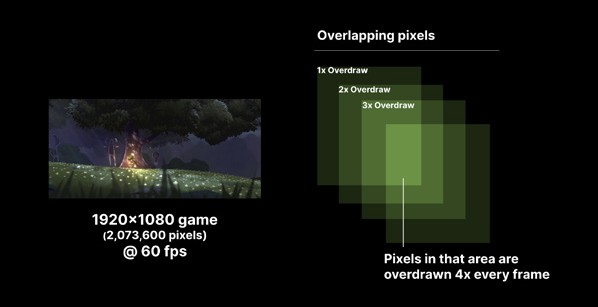 Overlapping pixels
1x Overdraw
2x Overdraw
3x Overdraw
1920×1080 game
(2,073,600 pixels)
@ 60 fps
Pixels in that area are
overdrawn 4x every frame